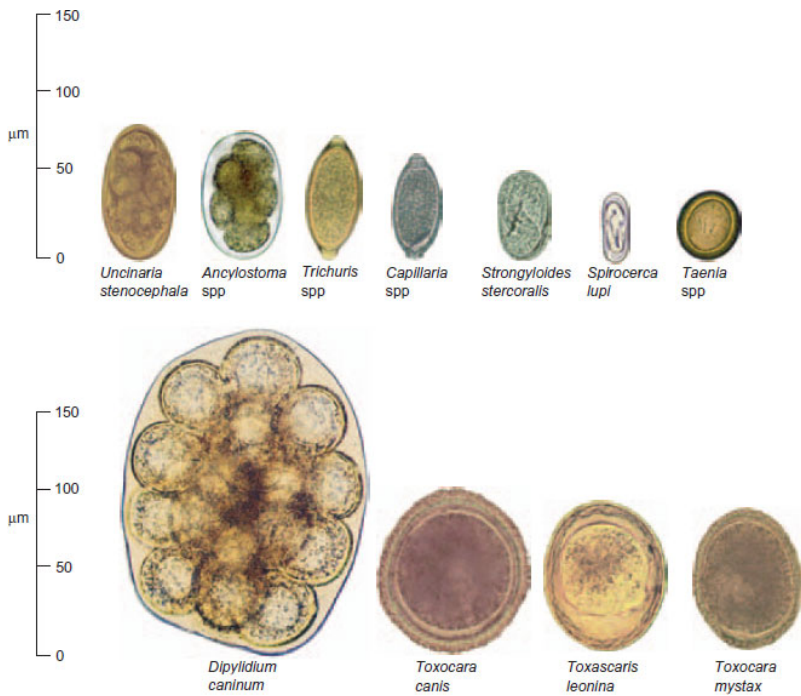 150
100
μm
50
0
Uncinaria
stenocephala
Ancylostoma
spp
Trichuris
spp
Capillaria
spp
Strongyloides
stercoralis
Spirocerca
lupi
Taenia
spp
150
100
μm
50
0
Dipylidium
caninum
Toxocara
canis
Toxascaris
leonina
Toxocara
mystax